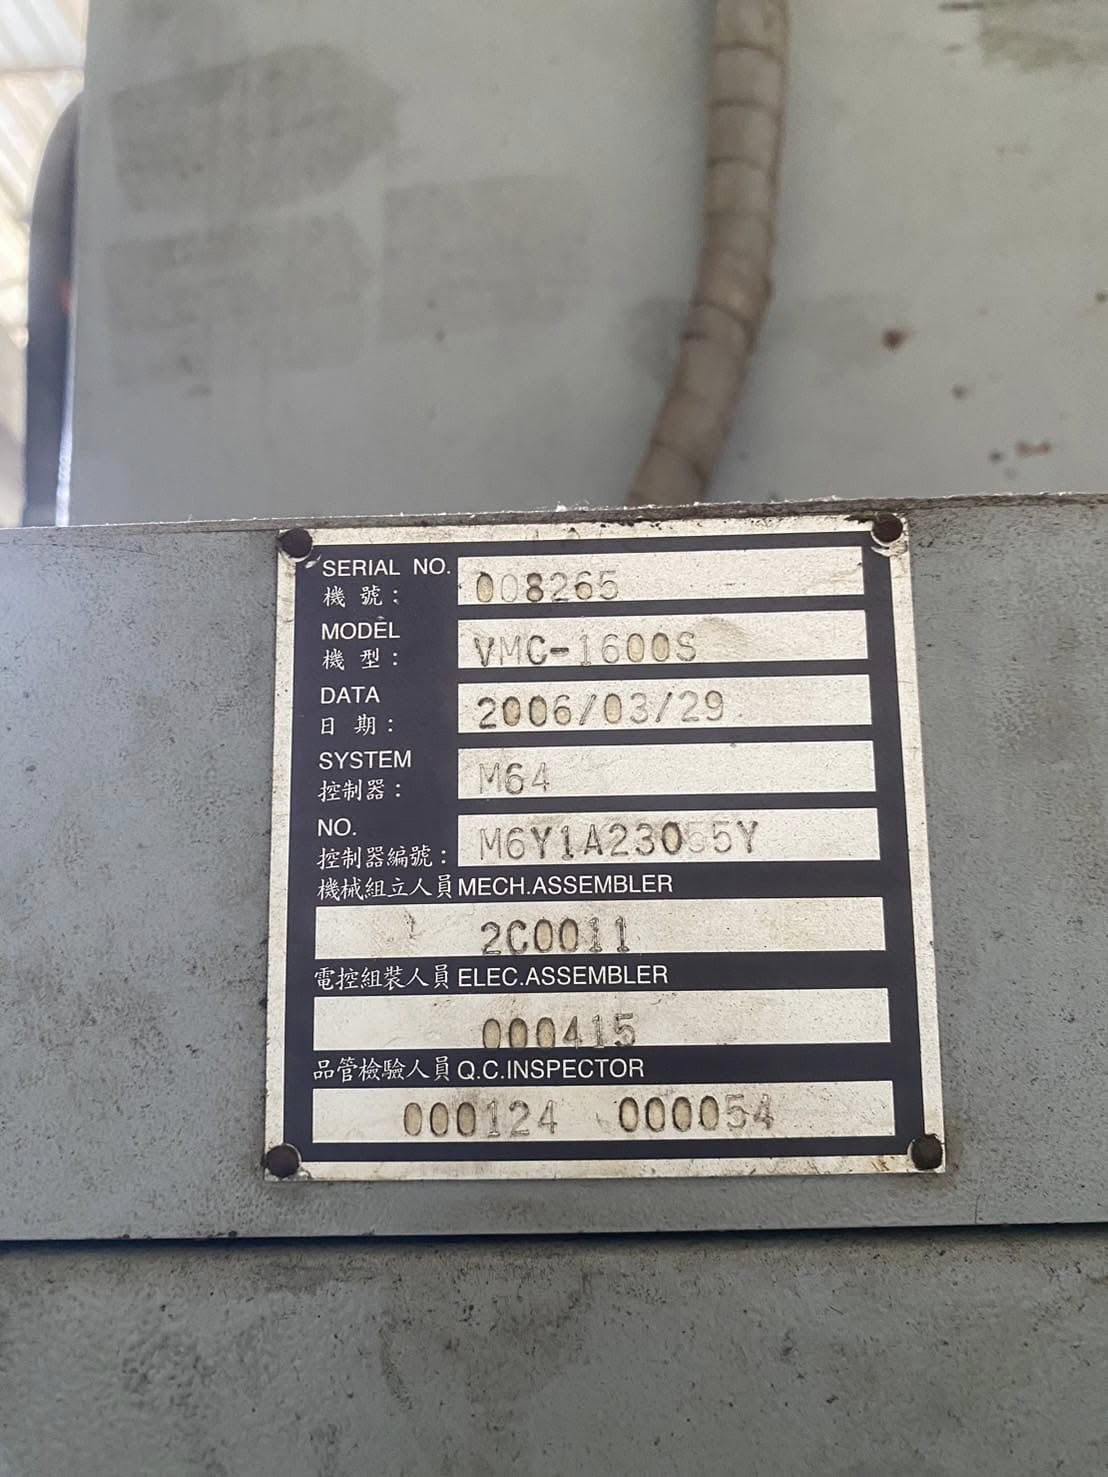 SERIAL NO. 008265
機 號：
MODEL VMC-1600S
機 型：
DATA 2006/03/29
日 期：
SYSTEM M64
控制器：
NO. M6Y1A23055Y
控制器編號：
機械組立人員 MECH.ASSEMBLER
2C0011
電控組裝人員 ELEC.ASSEMBLER
000415
品管檢驗人員 Q.C.INSPECTOR
000124 000054